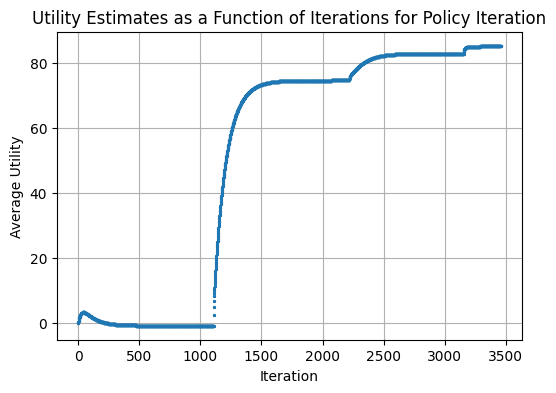 Utility Estimates as a Function of Iterations for Policy Iteration
80
60
40
20
0
Average Utility
0 500 1000 1500 2000 2500 3000 3500
Iteration